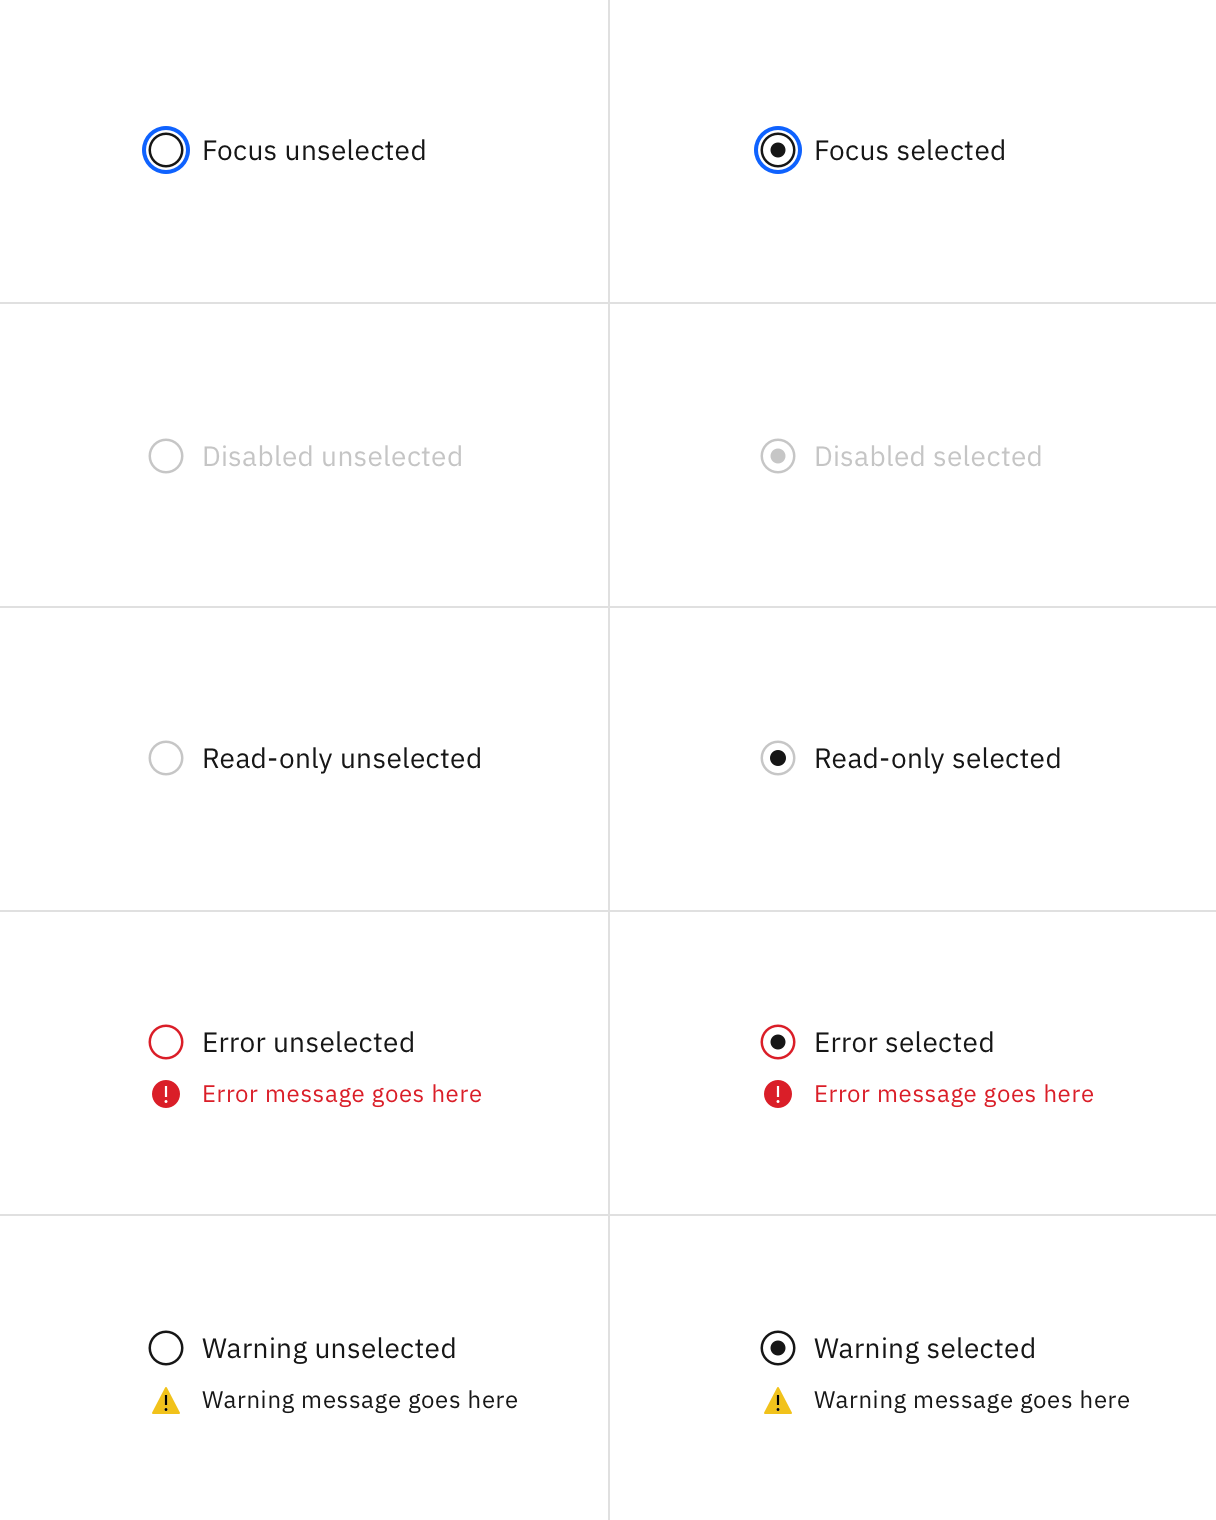 Focus unselected
Focus selected
Disabled unselected
Disabled selected
Read-only unselected
Read-only selected
Error unselected
Error message goes here
Error selected
Error message goes here
Warning unselected
Warning message goes here
Warning selected
Warning message goes here